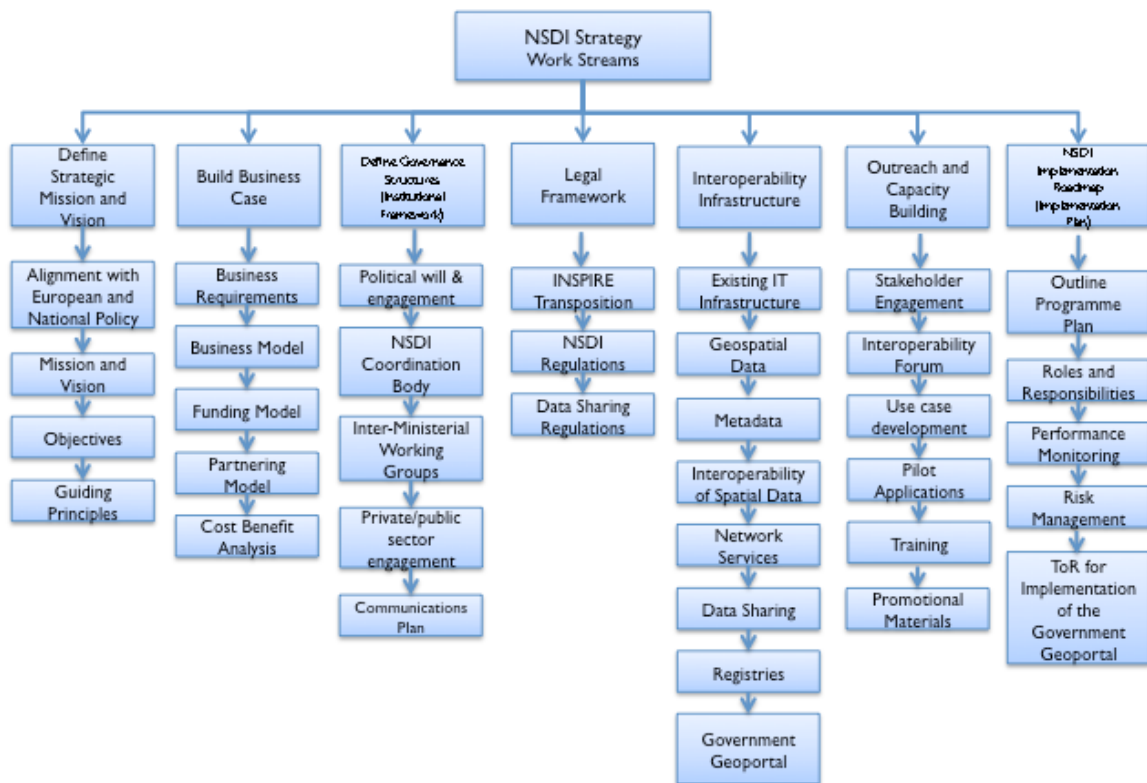 NSDI Strategy
Work Streams
Define
Strategic
Mission and
Vision
Alignment with
European and
National Policy
Mission and
Vision
Objectives
Guiding
Principles
Build Business
Case
Business
Requirements
Business Model
Funding Model
Partnering
Model
Cost Benefit
Analysis
Define Governance
Structures
(Institutional
Framework)
Political will &
engagement
NSDI
Coordination
Body
Inter-Ministerial
Working
Groups
Private/public
sector
engagement
Communications
Plan
Legal
Framework
INSPIRE
Transposition
NSDI
Regulations
Data Sharing
Regulations
Interoperability
Infrastructure
Existing IT
Infrastructure
Geospatial
Data
Metadata
Interoperability
of Spatial Data
Network
Services
Data Sharing
Registries
Government
Geoportal
Outreach and
Capacity
Building
Stakeholder
Engagement
Interoperability
Forum
Use case
development
Pilot
Applications
Training
Promotional
Materials
NSDI
Implementation
Roadmap
(Implementation
Plan)
Outline
Programme
Plan
Roles and
Responsibilities
Performance
Monitoring
Risk
Management
ToR for
Implementation
of the
Government
Geoportal